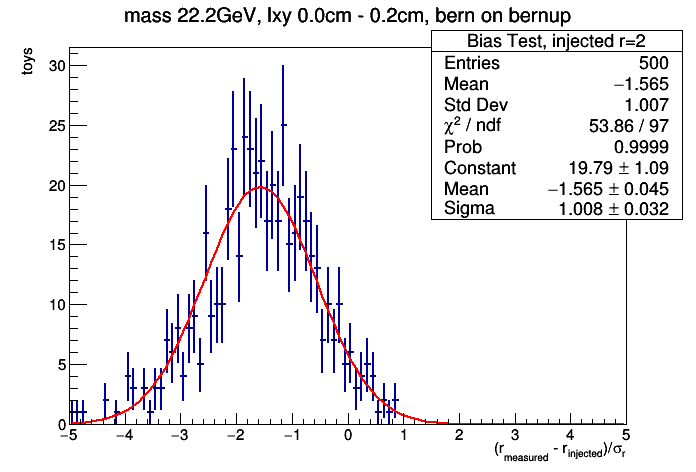 mass 22.2GeV, lxy 0.0cm - 0.2cm, bern on bernup
toys
Bias Test, injected r=2
Entries 500
Mean −1.565
Std Dev 1.007
χ² / ndf 53.86 / 97
Prob 0.9999
Constant 19.79 ± 1.09
Mean −1.565 ± 0.045
Sigma 1.008 ± 0.032
30
25
20
15
10
5
0
−5 −4 −3 −2 −1 0 1 2 3 4 5
(r_measured - r_injected)/σ_r